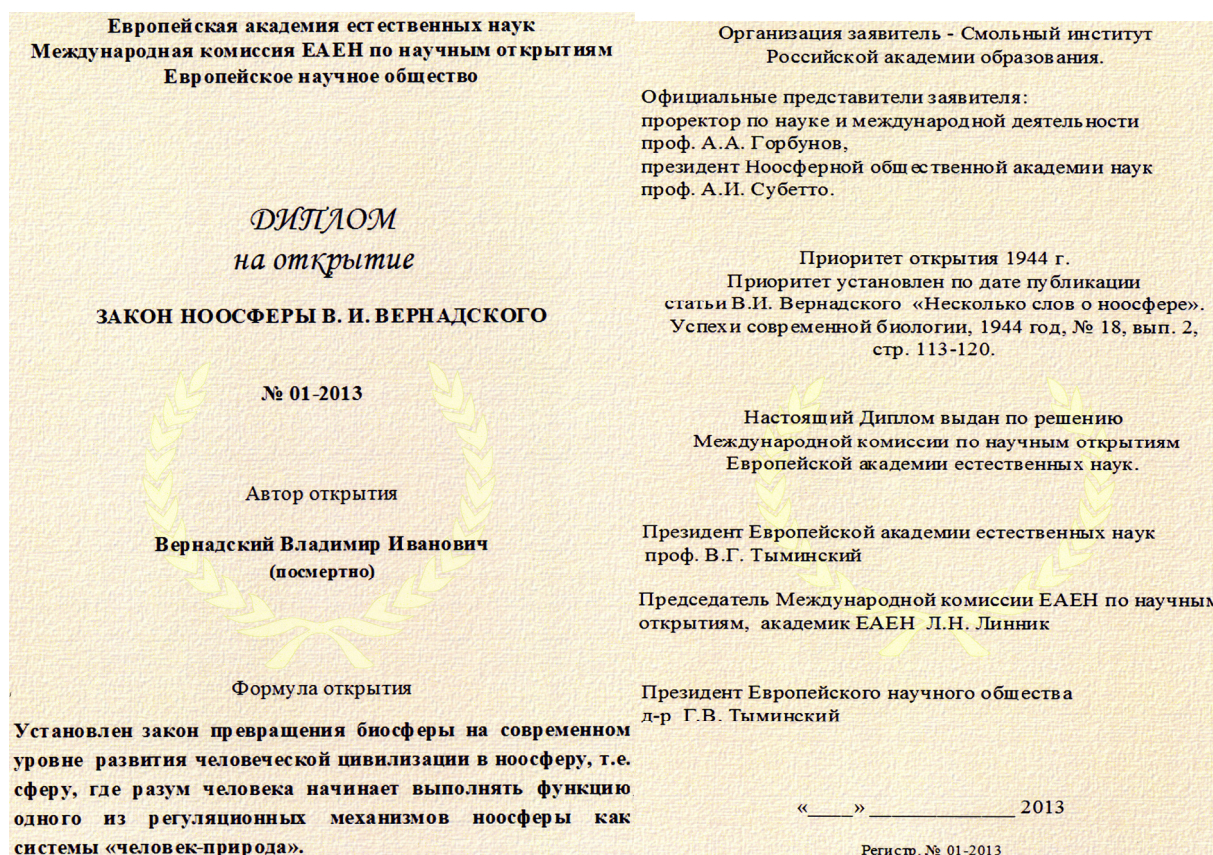 Европейская академия естественных наук
Международная комиссия ЕАЕН по научным открытиям
Европейское научное общество
ДИПЛОМ
на открытие
ЗАКОН НООСФЕРЫ В. И. ВЕРНАДСКОГО
№ 01-2013
Автор открытия
Вернадский Владимир Иванович
(посмертно)
Формула открытия
Установлен закон превращения биосферы на современном
уровне развития человеческой цивилизации в ноосферу, т.е.
сферу, где разум человека начинает выполнять функцию
одного из регуляционных механизмов ноосферы как
системы «человек-природа».
Организация заявитель - Смольный институт
Российской академии образования.
Официальные представители заявителя:
проректор по науке и международной деятельности
проф. А.А. Горбунов,
президент Ноосферной общественной академии наук
проф. А.И. Субетто.
Приоритет открытия 1944 г.
Приоритет установлен по дате публикации
статьи В.И. Вернадского «Несколько слов о ноосфере».
Успехи современной биологии, 1944 год, № 18, вып. 2,
стр. 113-120.
Настоящий Диплом выдан по решению
Международной комиссии по научным открытиям
Европейской академии естественных наук.
Президент Европейской академии естественных наук
проф. В.Г. Тыминский
Председатель Международной комиссии ЕАЕН по научным
открытиям, академик ЕАЕН Л.Н. Линник
Президент Европейского научного общества
д-р Г.В. Тыминский
«____» ______________ 2013
Регистр. № 01-2013